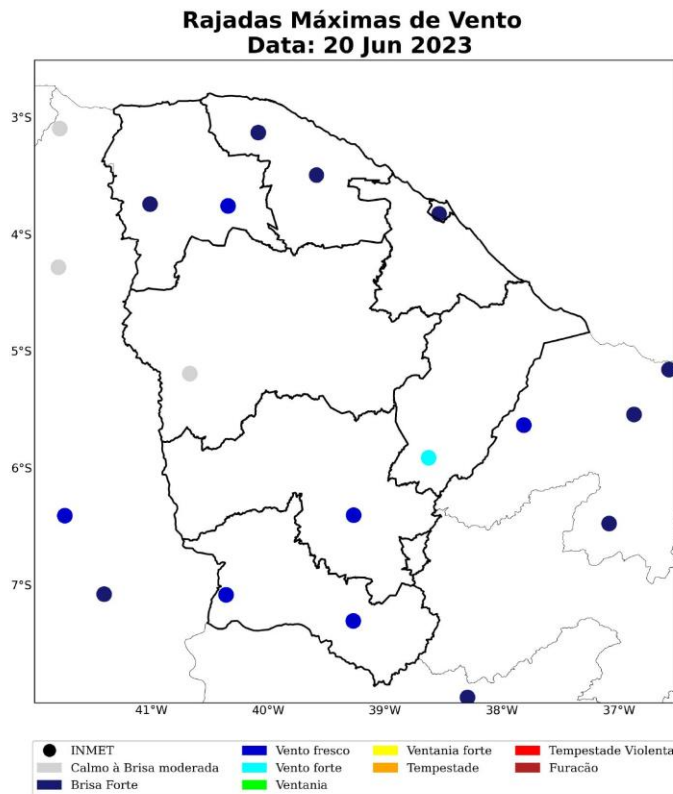 Rajadas Máximas de Vento
Data: 20 Jun 2023
3°S
4°S
5°S
6°S
7°S
41°W
40°W
39°W
38°W
37°W
INMET
Calmo à Brisa moderada
Brisa Forte
Vento fresco
Vento forte
Ventania
Ventania forte
Tempestade
Tempestade Violenta
Furacão